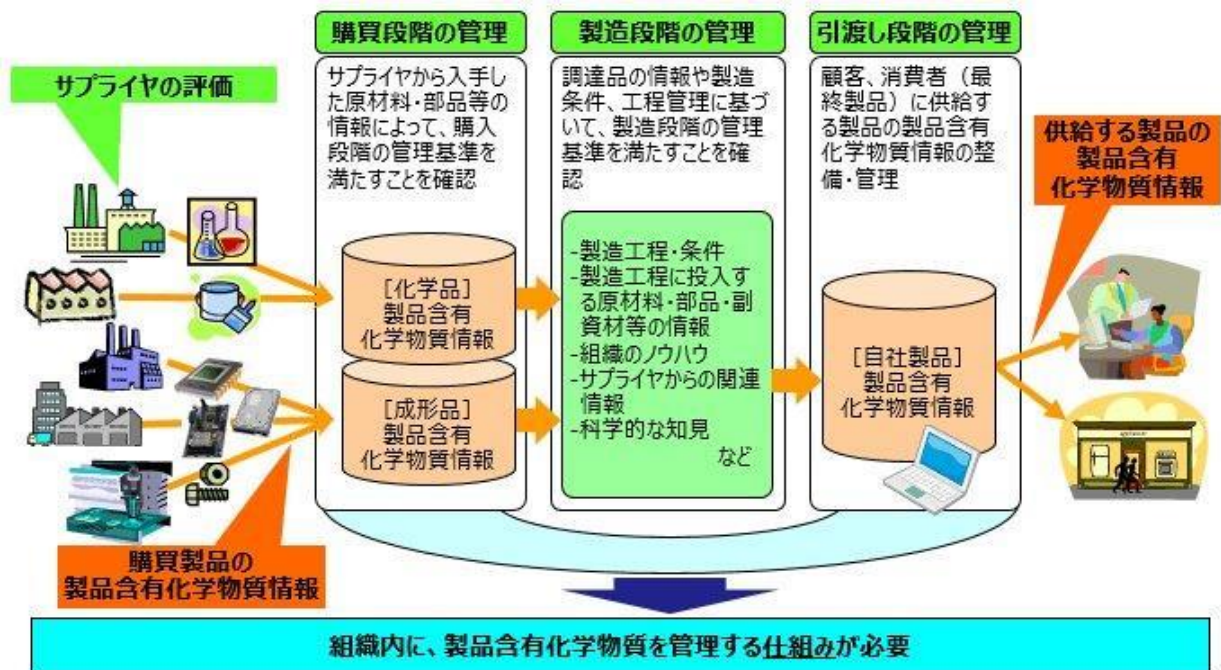 購買段階の管理
製造段階の管理
引渡し段階の管理
サプライヤの評価
サプライヤから入手し
た原材料・部品等の
情報によって、購入
段階の管理基準を
満たすことを確認
調達品の情報や製造
条件、工程管理に基づ
いて、製造段階の管理
基準を満たすことを確
認
顧客、消費者（最
終製品）に供給す
る製品の製品含有
化学物質情報の整
備・管理
供給する製品の
製品含有
化学物質情報
[化学品]
製品含有
化学物質情報
[成形品]
製品含有
化学物質情報
-製造工程・条件
-製造工程に投入す
る原材料・部品・副
資材等の情報
-組織のノウハウ
-サプライヤからの関連
情報
-科学的な知見
など
[自社製品]
製品含有
化学物質情報
購買製品の
製品含有化学物質情報
組織内に、製品含有化学物質を管理する仕組みが必要